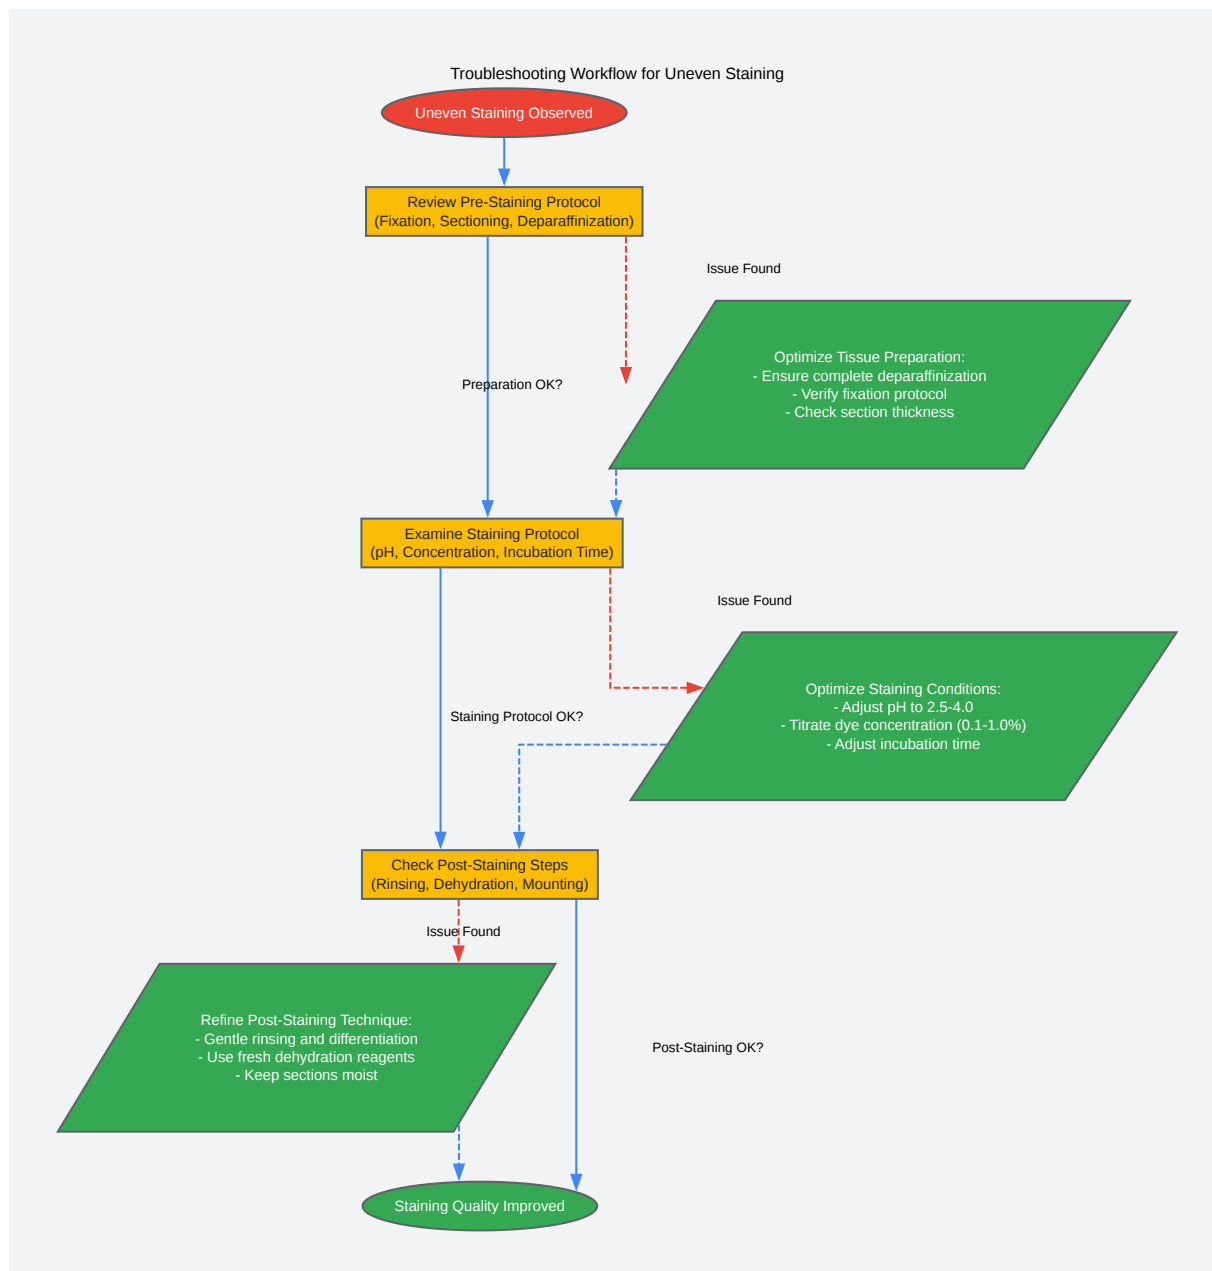 Troubleshooting Workflow for Uneven Staining
Uneven Staining Observed
Review Pre-Staining Protocol
(Fixation, Sectioning, Deparaffinization)
Issue Found
Optimize Tissue Preparation:
- Ensure complete deparaffinization
- Verify fixation protocol
- Check section thickness
Preparation OK?
Examine Staining Protocol
(pH, Concentration, Incubation Time)
Issue Found
Optimize Staining Conditions:
- Adjust pH to 2.5-4.0
- Titrate dye concentration (0.1-1.0%)
- Adjust incubation time
Staining Protocol OK?
Check Post-Staining Steps
(Rinsing, Dehydration, Mounting)
Issue Found
Refine Post-Staining Technique:
- Gentle rinsing and differentiation
- Use fresh dehydration reagents
- Keep sections moist
Post-Staining OK?
Staining Quality Improved